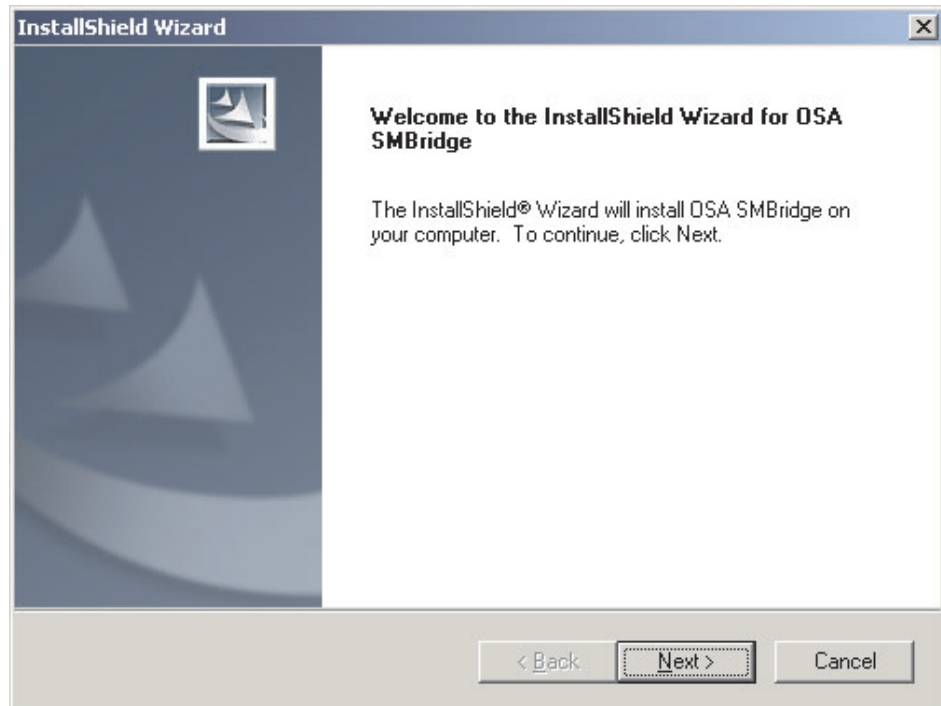 InstallShield Wizard
Welcome to the InstallShield Wizard for OSA
SMBridge
The InstallShield® Wizard will install OSA SMBridge on
your computer. To continue, click Next.
< Back
Next >
Cancel